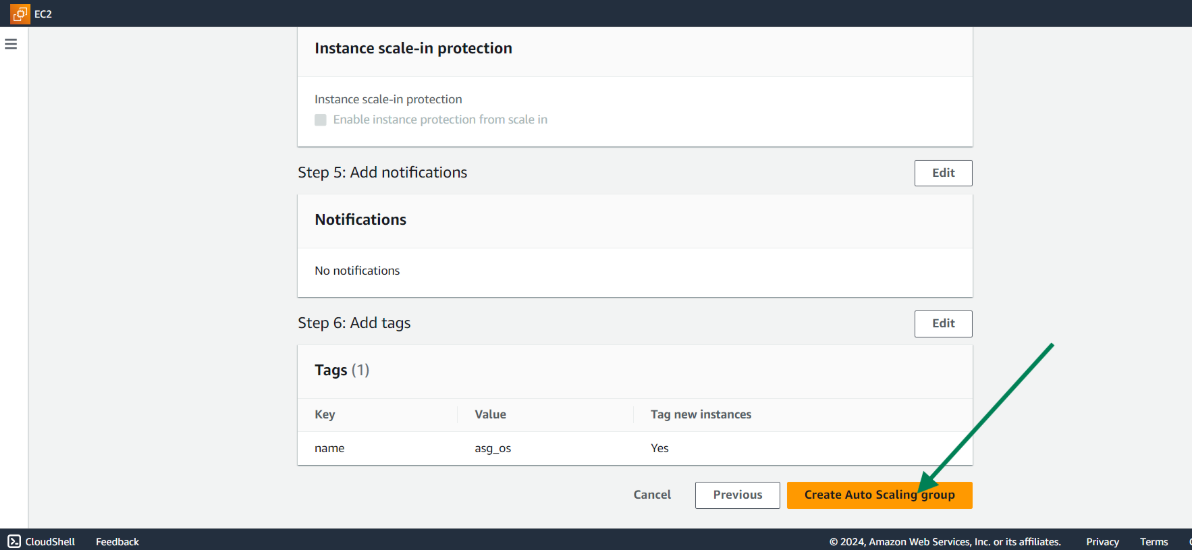 EC2
Instance scale-in protection
Instance scale-in protection
Enable instance protection from scale in
Step 5: Add notifications
Edit
Notifications
No notifications
Step 6: Add tags
Edit
Tags (1)
Key Value Tag new instances
name asg_os Yes
Cancel Previous Create Auto Scaling group
CloudShell Feedback © 2024, Amazon Web Services, Inc. or its affiliates. Privacy Terms